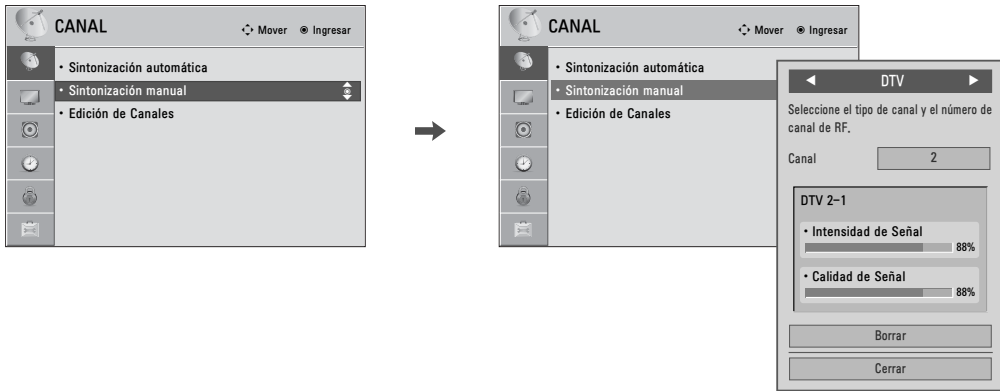 CANAL
Mover
Ingresar
• Sintonización automática
• Sintonización manual
• Edición de Canales
CANAL
Mover
Ingresar
• Sintonización automática
• Sintonización manual
• Edición de Canales
DTV
Seleccione el tipo de canal y el número de
canal de RF.
Canal
2
DTV 2-1
• Intensidad de Señal
88%
• Calidad de Señal
88%
Borrar
Cerrar